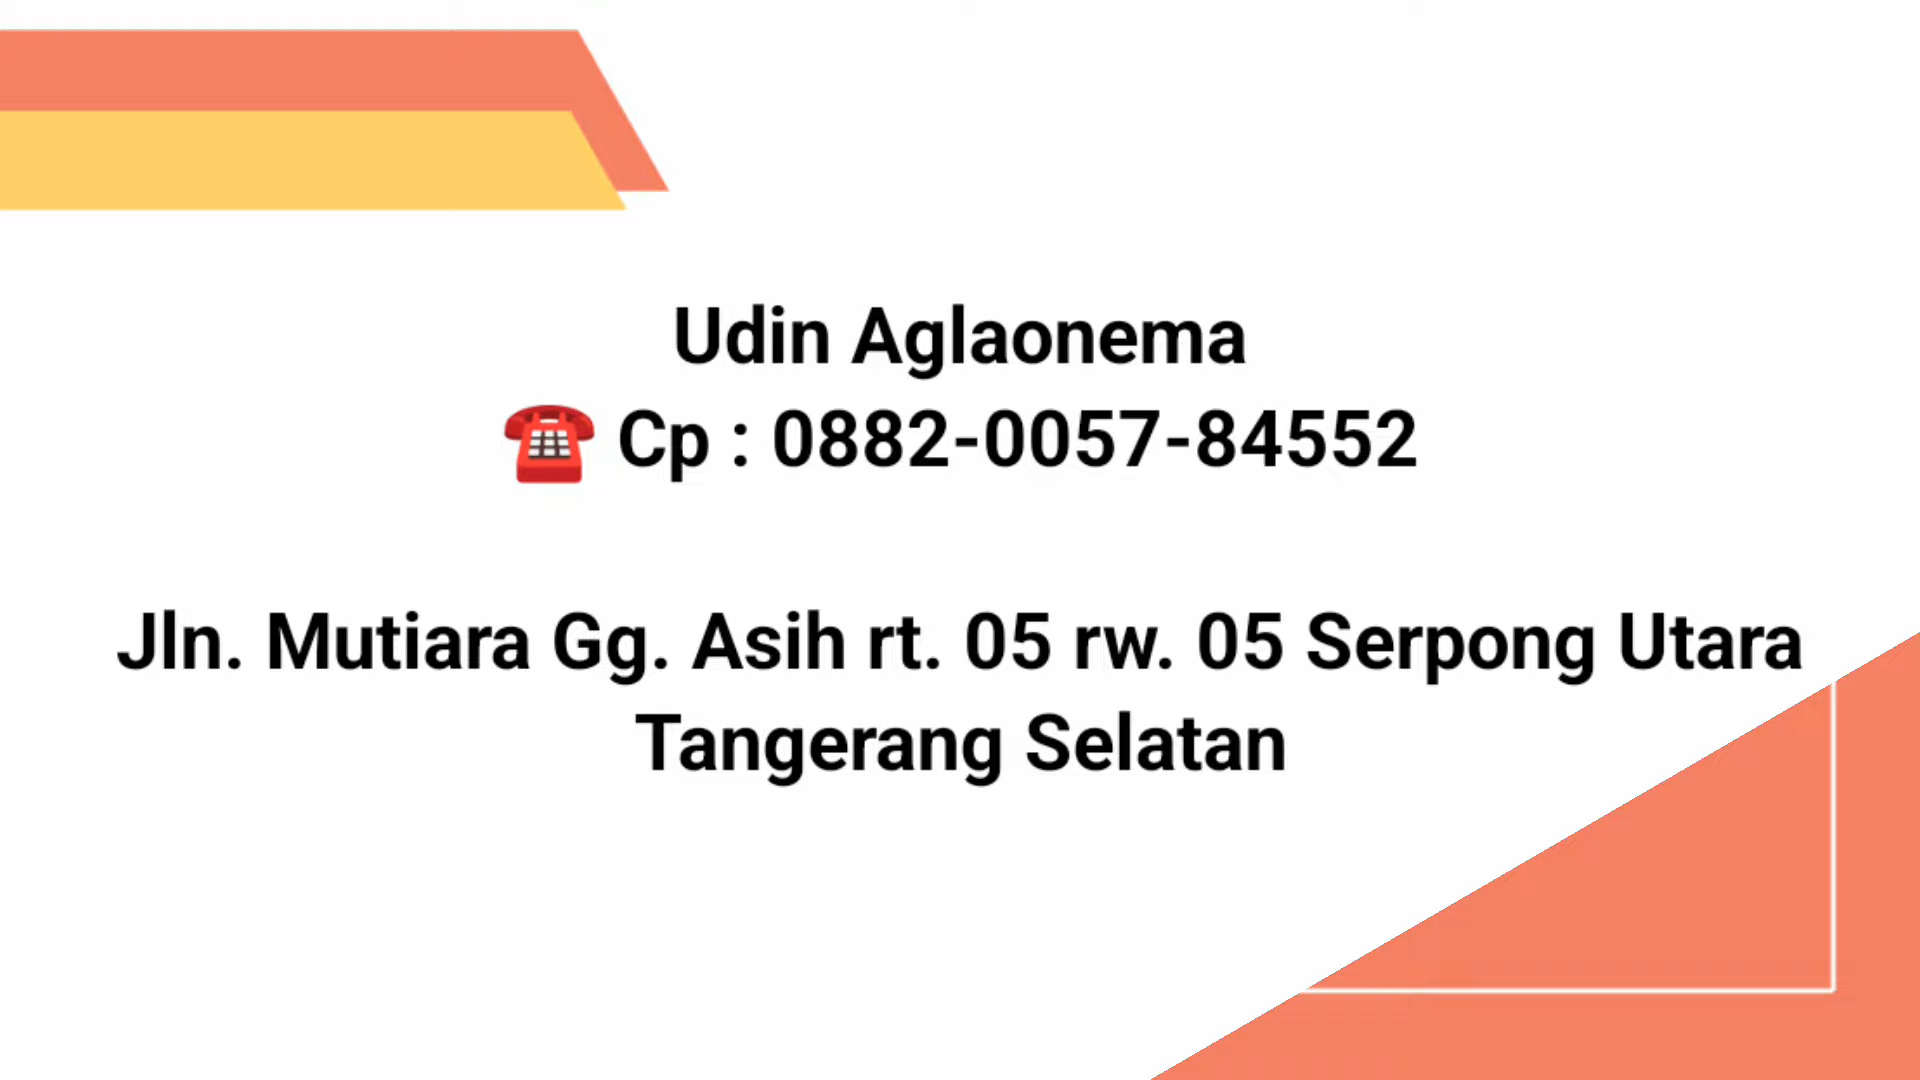 Udin Aglaonema
☎️ Cp : 0882-0057-84552
Jln. Mutiara Gg. Asih rt. 05 rw. 05 Serpong Utara
Tangerang Selatan